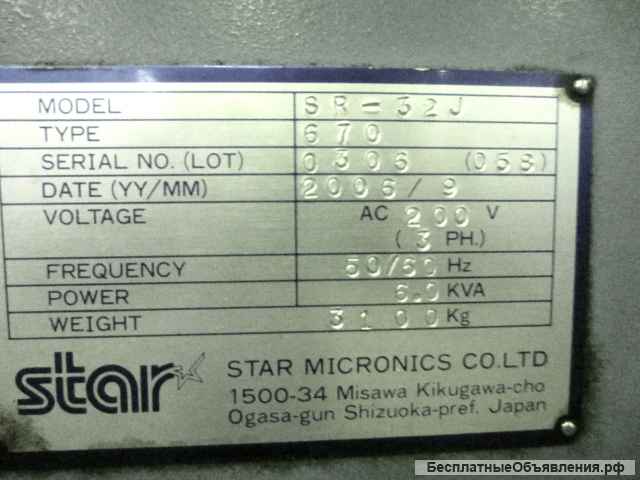 MODEL SR-32J
TYPE 670
SERIAL NO. (LOT) 0306 (058)
DATE (YY/MM) 2006/9
VOLTAGE AC 200 V
(3 PH.)
FREQUENCY 50/60 Hz
POWER 6.0 KVA
WEIGHT 3100 Kg
star
STAR MICRONICS CO.LTD
1500-34 Misawa Kikugawa-cho
Ogasa-gun Shizuoka-pref. Japan
БесплатныеОбъявления.рф